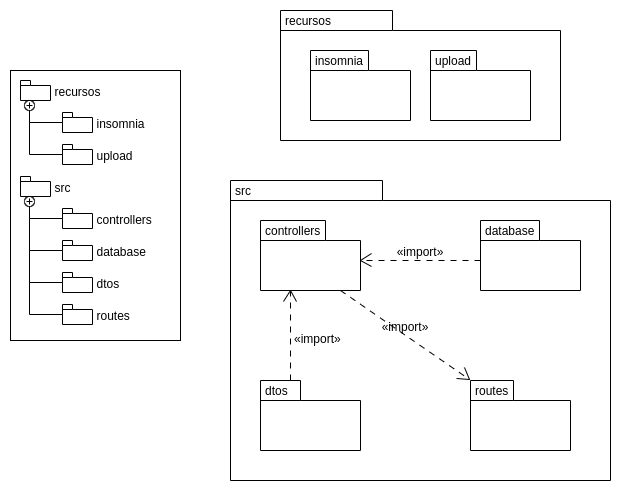 recursos
insomnia
upload
src
controllers
database
dtos
routes
recursos
insomnia
upload
src
controllers
database
«import»
«import»
«import»
dtos
routes